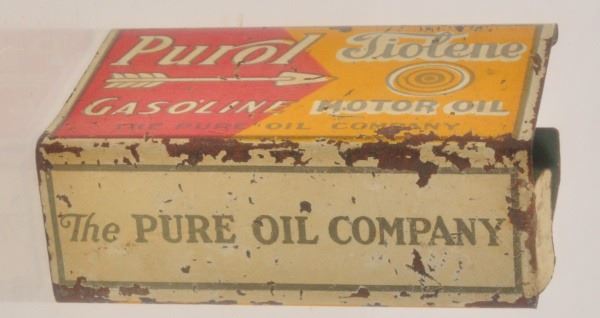 Purol Tiolene
GASOLINE MOTOR OIL
THE PURE OIL COMPANY
The PURE OIL COMPANY